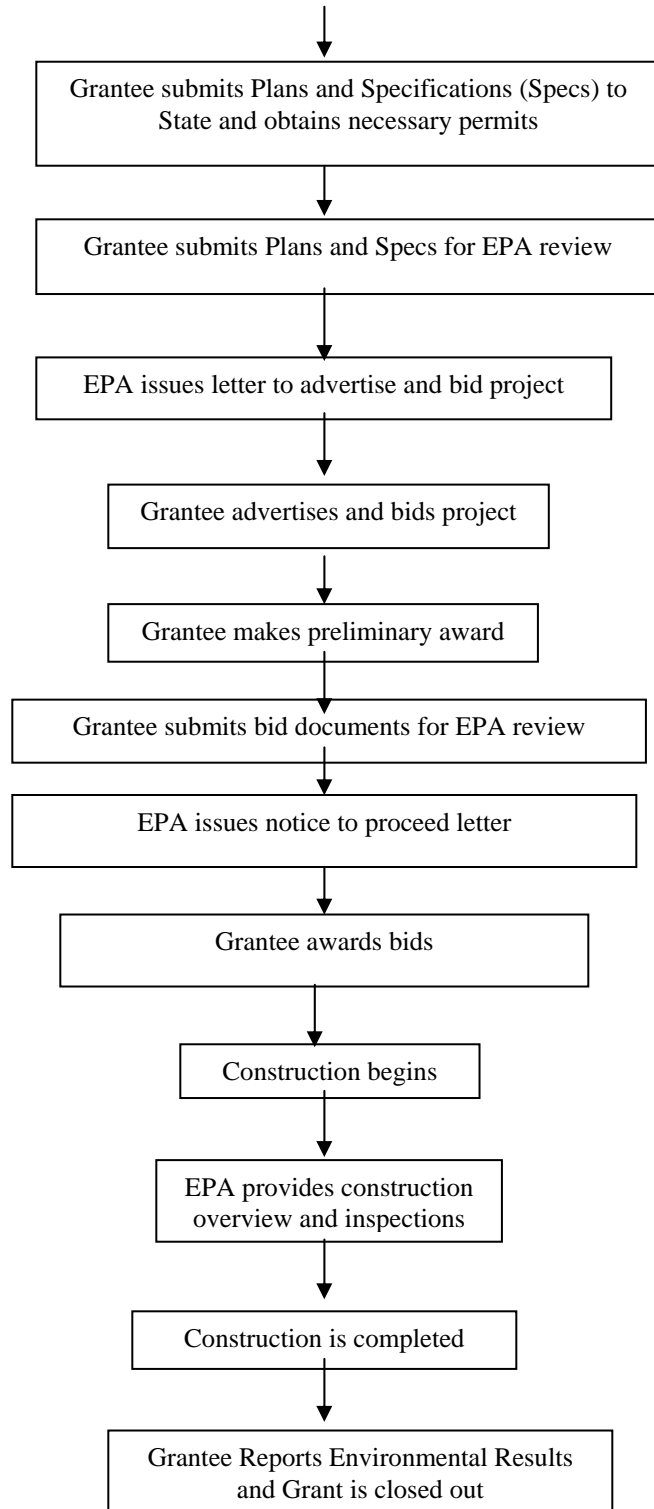 Grantee submits Plans and Specifications (Specs) to
State and obtains necessary permits
Grantee submits Plans and Specs for EPA review
EPA issues letter to advertise and bid project
Grantee advertises and bids project
Grantee makes preliminary award
Grantee submits bid documents for EPA review
EPA issues notice to proceed letter
Grantee awards bids
Construction begins
EPA provides construction
overview and inspections
Construction is completed
Grantee Reports Environmental Results
and Grant is closed out